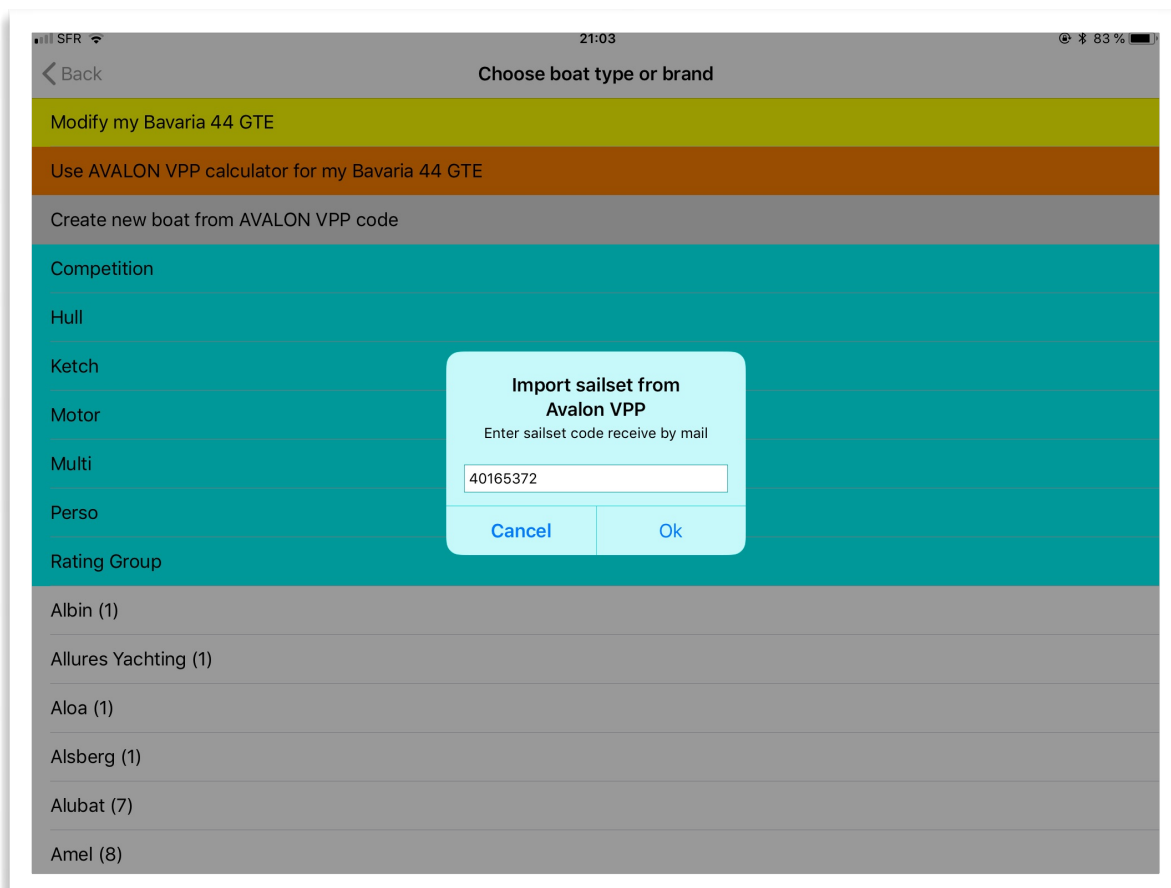 SFR
21:03
83 %
Back
Choose boat type or brand
Modify my Bavaria 44 GTE
Use AVALON VPP calculator for my Bavaria 44 GTE
Create new boat from AVALON VPP code
Competition
Hull
Ketch
Motor
Multi
Perso
Rating Group
Import sailset from
Avalon VPP
Enter sailset code receive by mail
40165372
Cancel
Ok
Albin (1)
Allures Yachting (1)
Aloa (1)
Alsberg (1)
Alubat (7)
Amel (8)